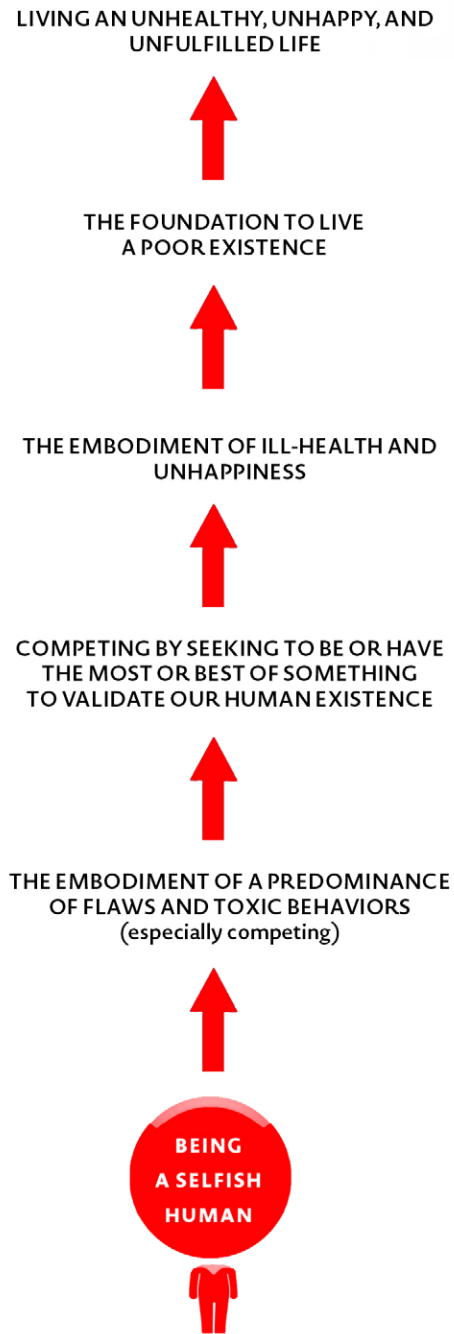 LIVING AN UNHEALTHY, UNHAPPY, AND
UNFULFILLED LIFE
THE FOUNDATION TO LIVE
A POOR EXISTENCE
THE EMBODIMENT OF ILL-HEALTH AND
UNHAPPINESS
COMPETING BY SEEKING TO BE OR HAVE
THE MOST OR BEST OF SOMETHING
TO VALIDATE OUR HUMAN EXISTENCE
THE EMBODIMENT OF A PREDOMINANCE
OF FLAWS AND TOXIC BEHAVIORS
(especially competing)
BEING
A SELFISH
HUMAN